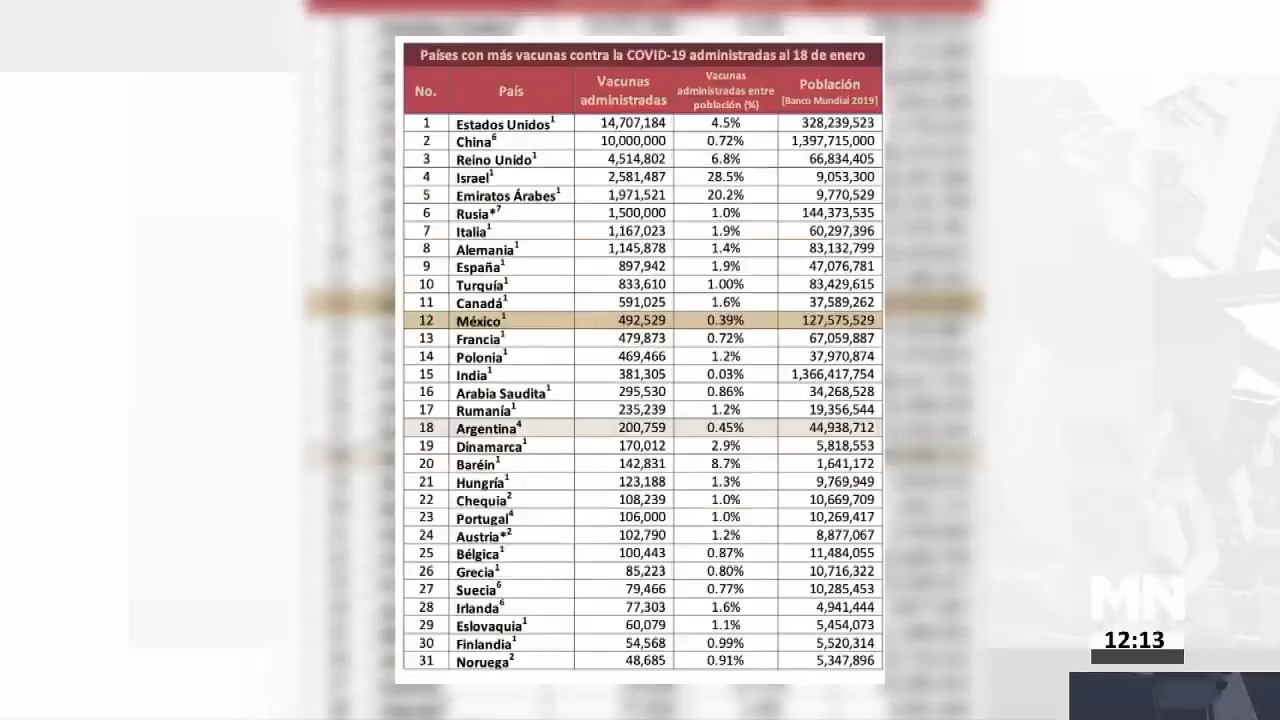 Países con más vacunas contra la COVID-19 administradas al 18 de enero
No. País Vacunas administradas Vacunas administradas entre población (%) Población [Banco Mundial 2019]
1 Estados Unidos¹ 14,707,184 4.5% 328,239,523
2 China⁶ 10,000,000 0.72% 1,397,715,000
3 Reino Unido¹ 4,514,802 6.8% 66,834,405
4 Israel¹ 2,581,487 28.5% 9,053,300
5 Emiratos Árabes¹ 1,971,521 20.2% 9,770,529
6 Rusia*⁷ 1,500,000 1.0% 144,373,535
7 Italia¹ 1,167,023 1.9% 60,297,396
8 Alemania¹ 1,145,878 1.4% 83,132,799
9 España¹ 897,942 1.9% 47,076,781
10 Turquía¹ 833,610 1.00% 83,429,615
11 Canadá¹ 591,025 1.6% 37,589,262
12 México¹ 492,529 0.39% 127,575,529
13 Francia¹ 479,873 0.72% 67,059,887
14 Polonia¹ 469,466 1.2% 37,970,874
15 India¹ 381,305 0.03% 1,366,417,754
16 Arabia Saudita¹ 295,530 0.86% 34,268,528
17 Rumanía¹ 235,239 1.2% 19,356,544
18 Argentina⁴ 200,759 0.45% 44,938,712
19 Dinamarca¹ 170,012 2.9% 5,818,553
20 Baréin¹ 142,831 8.7% 1,641,172
21 Hungría¹ 123,188 1.3% 9,769,949
22 Chequia² 108,239 1.0% 10,669,709
23 Portugal⁴ 106,000 1.0% 10,269,417
24 Austria*² 102,790 1.2% 8,877,067
25 Bélgica¹ 100,443 0.87% 11,484,055
26 Grecia¹ 85,223 0.80% 10,716,322
27 Suecia⁶ 79,466 0.77% 10,285,453
28 Irlanda⁶ 77,303 1.6% 4,941,444
29 Eslovaquia¹ 60,079 1.1% 5,454,073
30 Finlandia¹ 54,568 0.99% 5,520,314
31 Noruega² 48,685 0.91% 5,347,896
MN
12:13